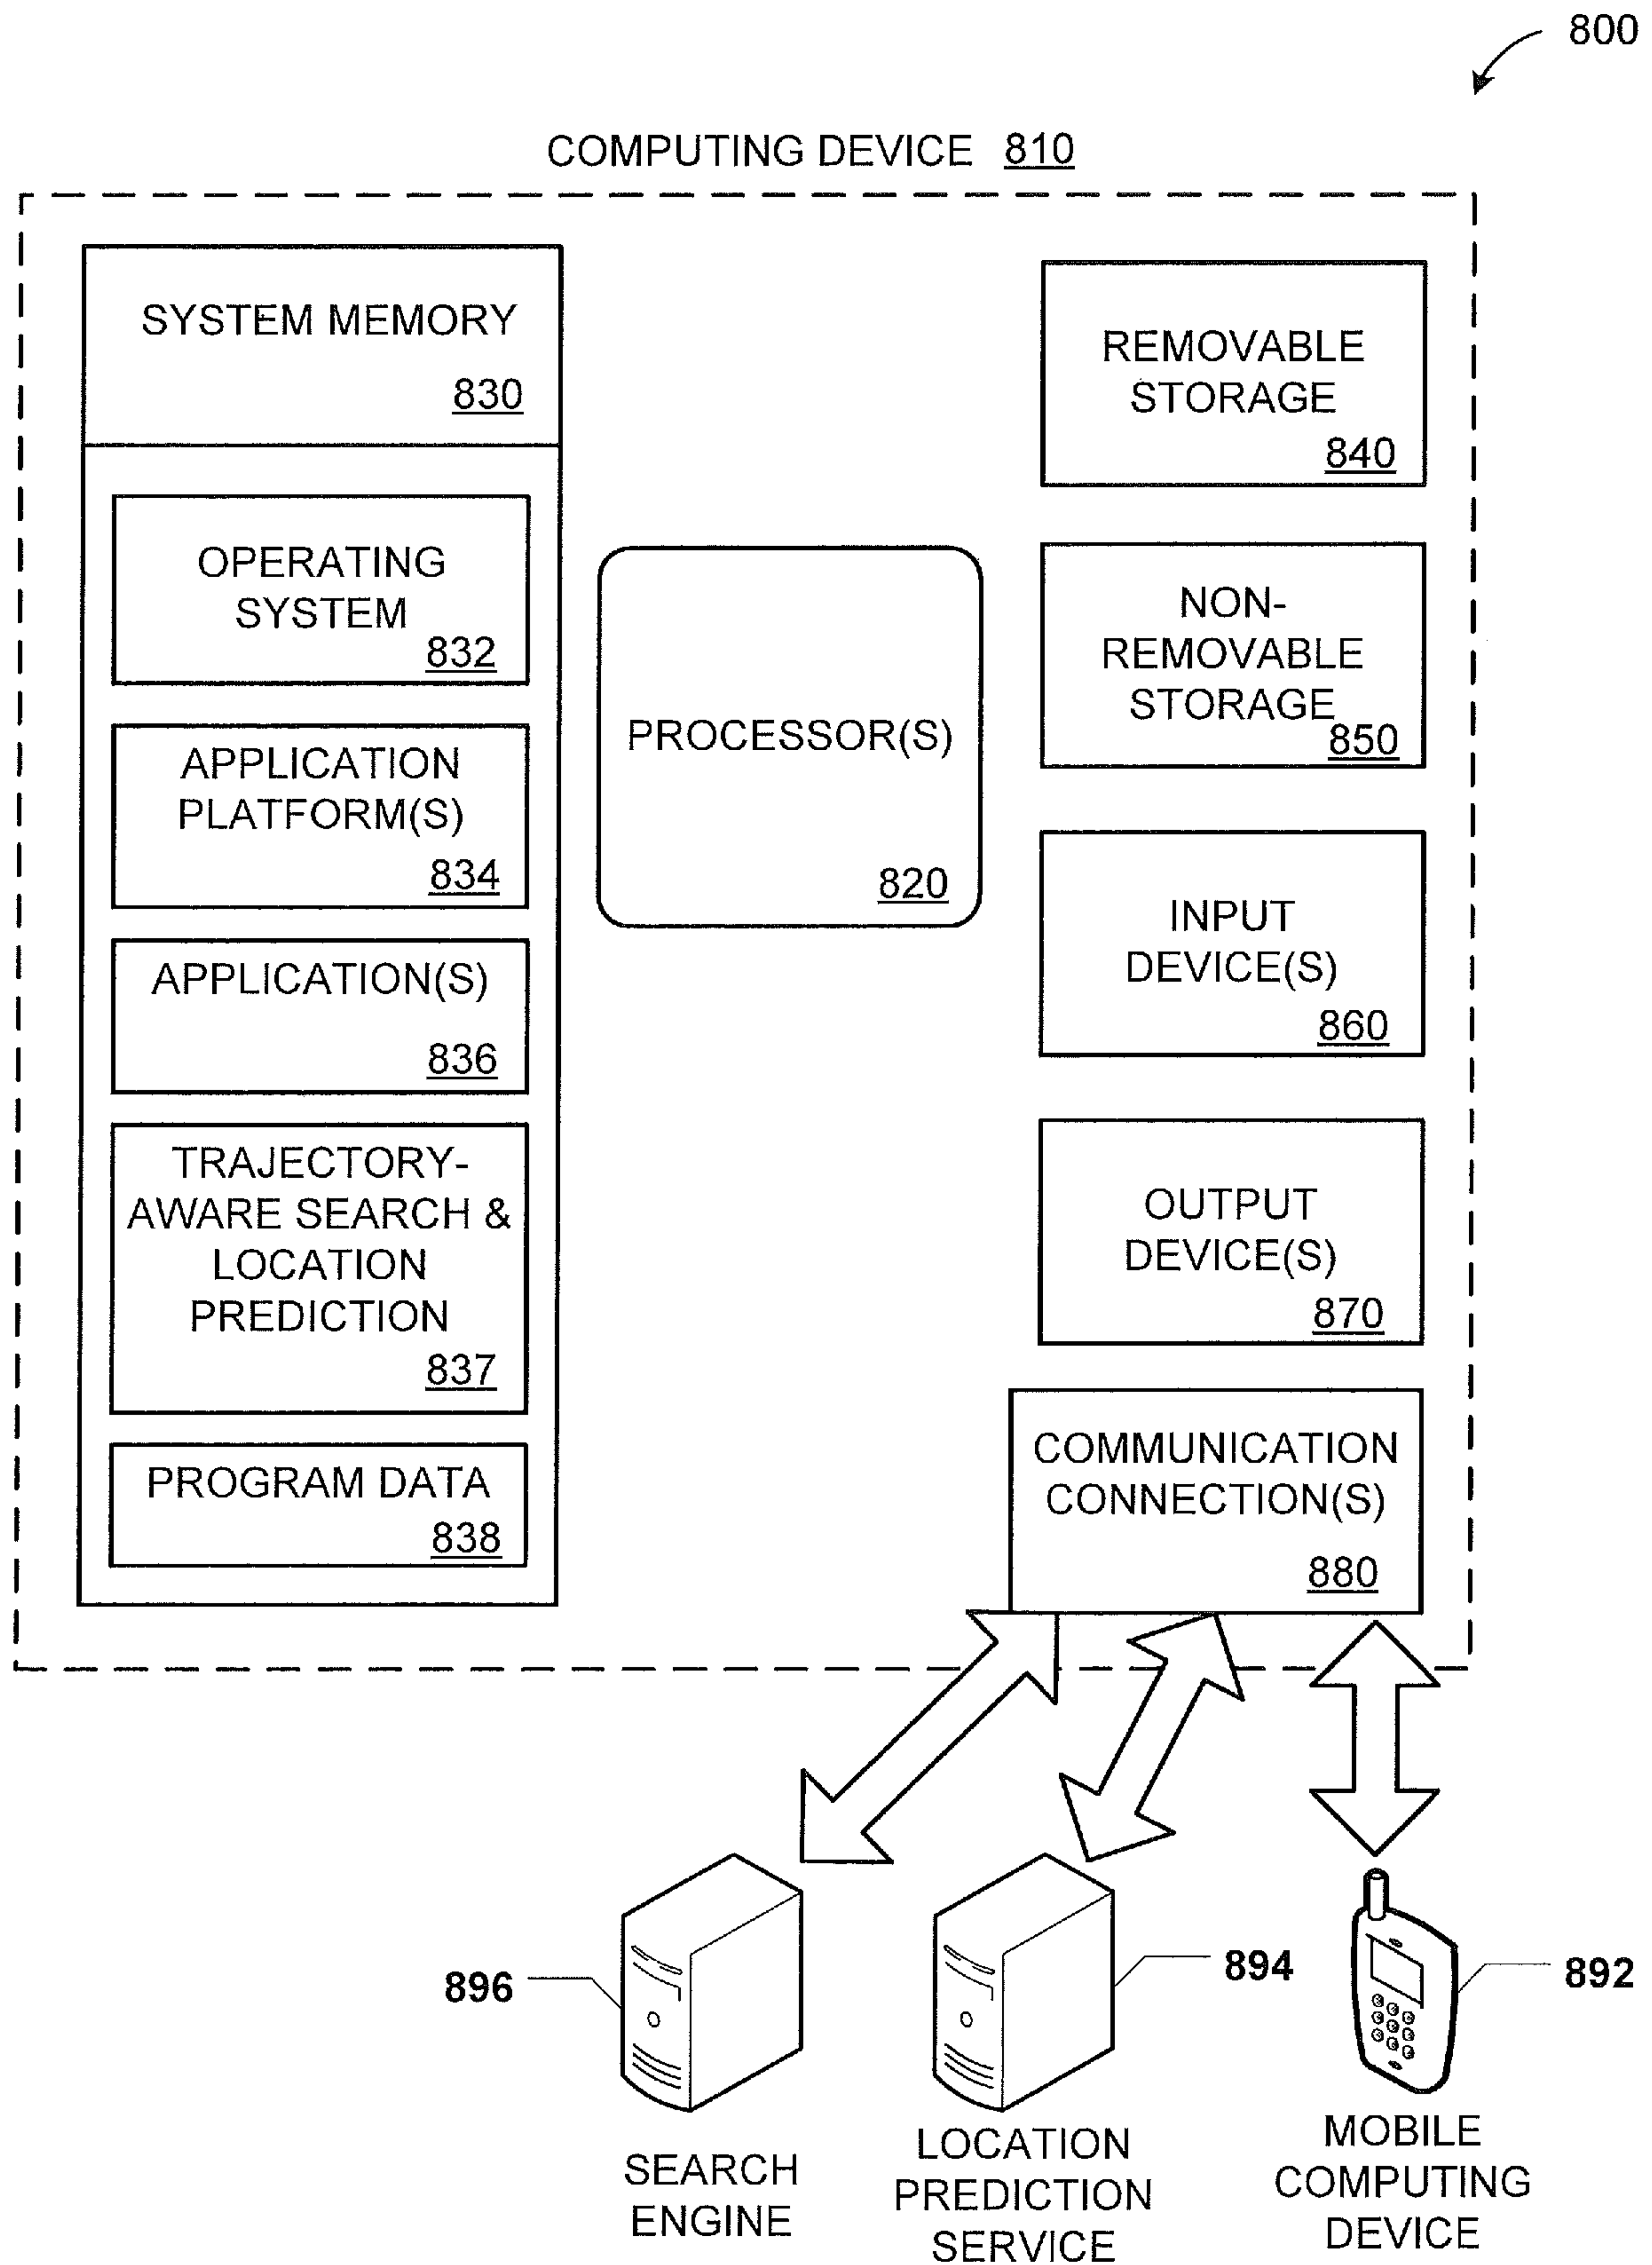 800
COMPUTING DEVICE 810
SYSTEM MEMORY
830
OPERATING
SYSTEM
832
APPLICATION
PLATFORM(S)
834
APPLICATION(S)
836
TRAJECTORY-
AWARE SEARCH &
LOCATION
PREDICTION
837
PROGRAM DATA
838
PROCESSOR(S)
820
REMOVABLE
STORAGE
840
NON-
REMOVABLE
STORAGE
850
INPUT
DEVICE(S)
860
OUTPUT
DEVICE(S)
870
COMMUNICATION
CONNECTION(S)
880
896
SEARCH
ENGINE
894
LOCATION
PREDICTION
SERVICE
892
MOBILE
COMPUTING
DEVICE